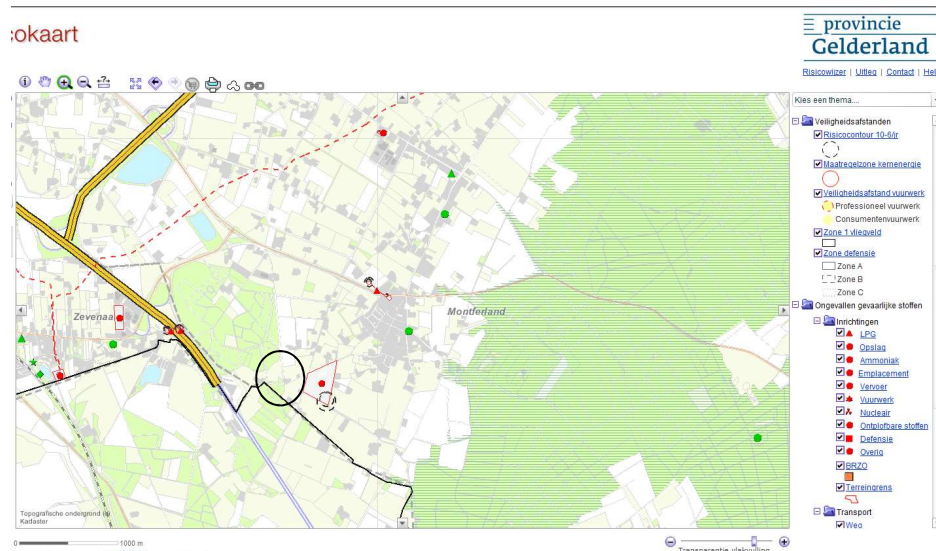 :okaart
provincie
Gelderland
Risicowijzer | Uitleg | Contact | Hel
Kies een thema....
Veiligheidsafstanden
Risicocontour 10-6/jr
Maatregelzone kernenergie
Veiligheidsafstand vuurwerk
Professioneel vuurwerk
Consumentenvuurwerk
Zone 1 vliegveld
Zone defensie
Zone A
Zone B
Zone C
Ongevallen gevaarlijke stoffen
Inrichtingen
LPG
Opslag
Ammoniak
Emplacement
Vervoer
Vuurwerk
Nucleair
Ontplofbare stoffen
Defensie
Overig
BRZO
Terreingrens
Transport
Weg
Zevenaa
Montferland
Topografische ondergrond (c)
Kadaster
0 1000 m
Transparantie vlakvulling